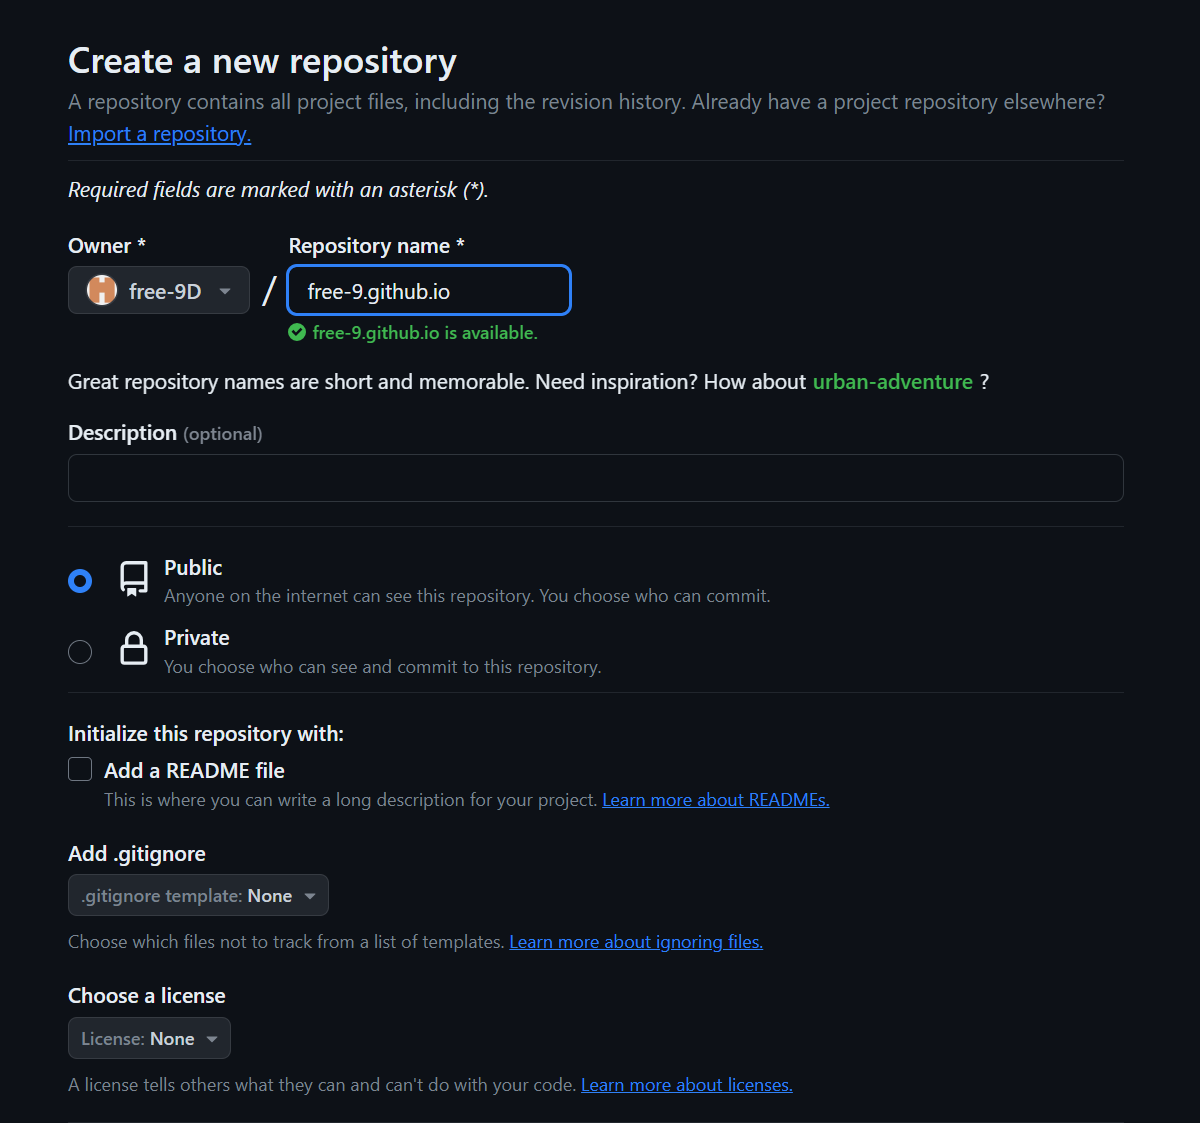 Create a new repository
A repository contains all project files, including the revision history. Already have a project repository elsewhere?
Import a repository.
Required fields are marked with an asterisk (*).
Owner *
Repository name *
free-9D / free-9.github.io
free-9.github.io is available.
Great repository names are short and memorable. Need inspiration? How about urban-adventure ?
Description (optional)
Public
Anyone on the internet can see this repository. You choose who can commit.
Private
You choose who can see and commit to this repository.
Initialize this repository with:
Add a README file
This is where you can write a long description for your project. Learn more about READMEs.
Add .gitignore
.gitignore template: None
Choose which files not to track from a list of templates. Learn more about ignoring files.
Choose a license
License: None
A license tells others what they can and can't do with your code. Learn more about licenses.